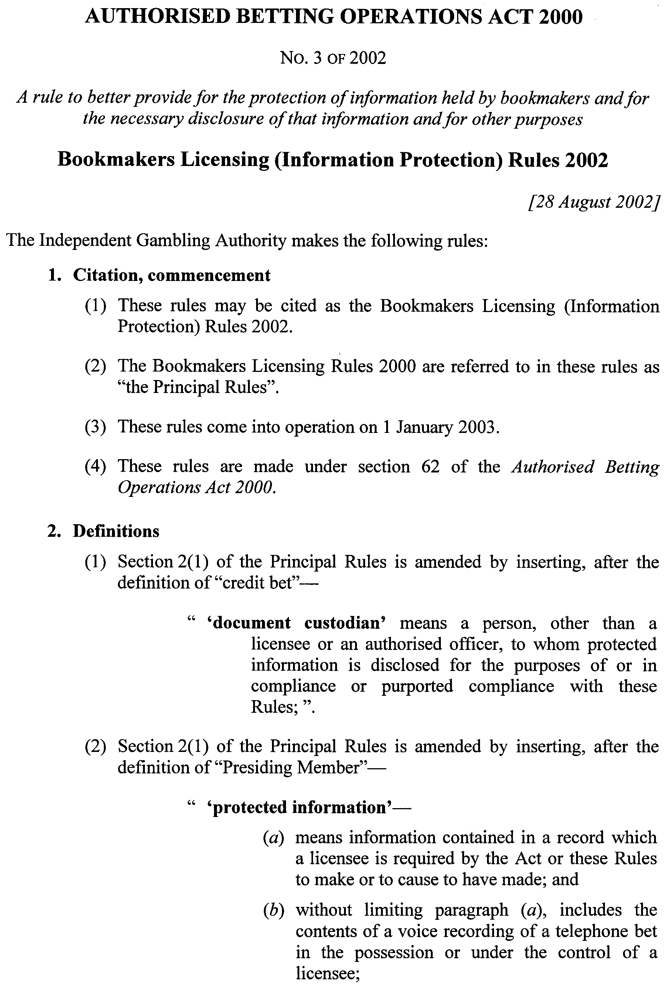 AUTHORISED BETTING OPERATIONS ACT 2000
NO. 3 OF 2002
A rule to better provide for the protection of information held by bookmakers and for
the necessary disclosure of that information and for other purposes
Bookmakers Licensing (Information Protection) Rules 2002
[28 August 2002]
The Independent Gambling Authority makes the following rules:
1. Citation, commencement
(1) These rules may be cited as the Bookmakers Licensing (Information
Protection) Rules 2002.
(2) The Bookmakers Licensing Rules 2000 are referred to in these rules as
“the Principal Rules”.
(3) These rules come into operation on 1 January 2003.
(4) These rules are made under section 62 of the Authorised Betting
Operations Act 2000.
2. Definitions
(1) Section 2(1) of the Principal Rules is amended by inserting, after the
definition of “credit bet”—
“ ‘document custodian’ means a person, other than a
licensee or an authorised officer, to whom protected
information is disclosed for the purposes of or in
compliance or purported compliance with these
Rules; ”.
(2) Section 2(1) of the Principal Rules is amended by inserting, after the
definition of “Presiding Member”—
“ ‘protected information’—
(a) means information contained in a record which
a licensee is required by the Act or these Rules
to make or to cause to have made; and
(b) without limiting paragraph (a), includes the
contents of a voice recording of a telephone bet
in the possession or under the control of a
licensee;